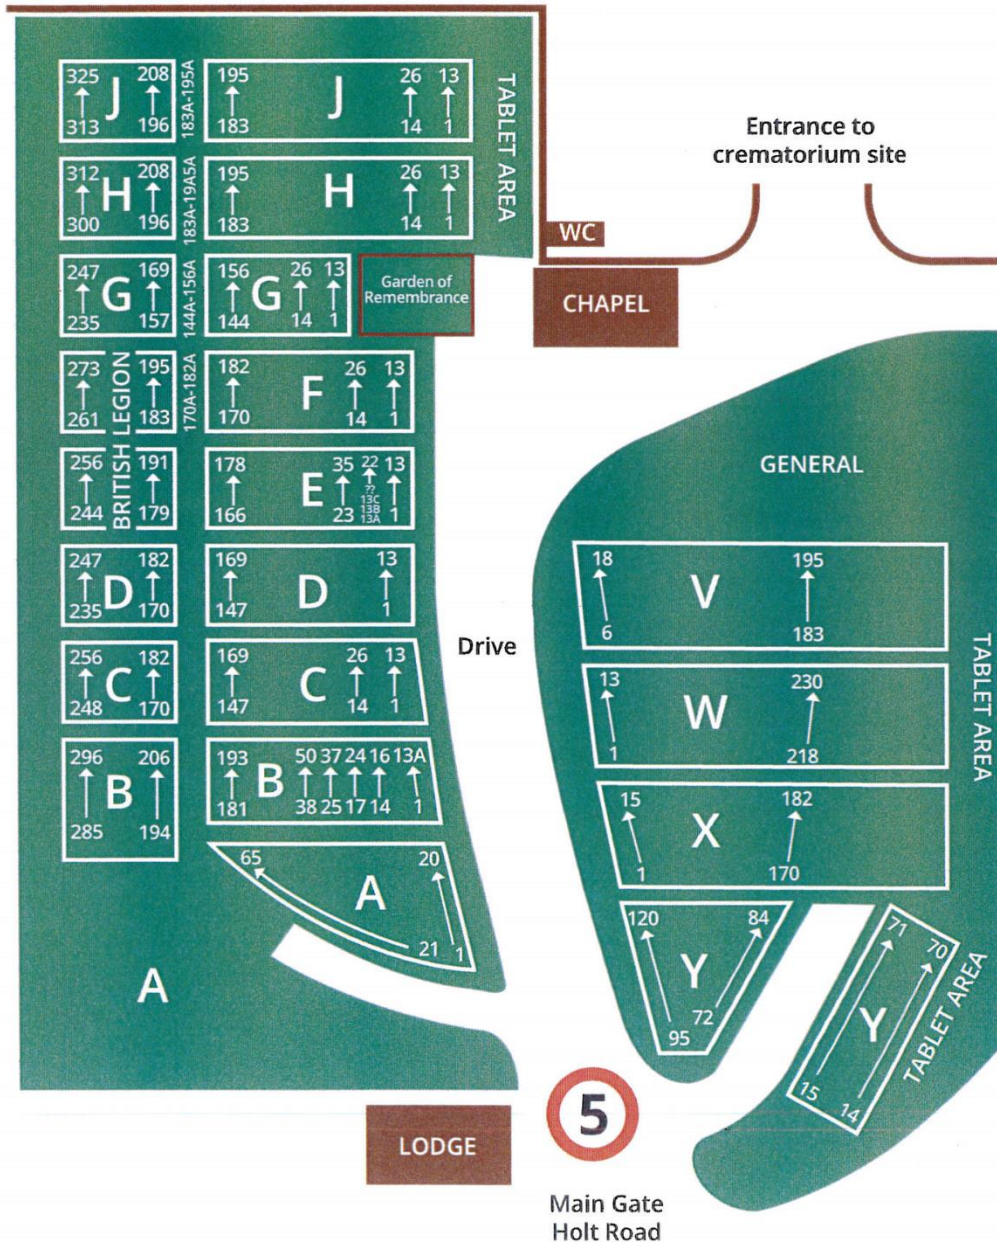 325
208
183A-195A
195
26
13
J
J
313
196
183
14
1
TABLET AREA
Entrance to
crematorium site
312
208
183A-19A5A
195
26
13
H
H
300
196
183
14
1
WC
247
169
144A-156A
156
26
13
G
G
235
157
144
14
1
Garden of
Remembrance
CHAPEL
273
195
170A-182A
182
26
13
F
261
183
170
14
1
BRITISH LEGION
GENERAL
256
191
178
35
22
13
E
??
13C
13B
13A
244
179
166
23
1
247
182
169
13
D
D
235
170
147
1
18
195
V
6
183
Drive
TABLET AREA
256
182
169
26
13
C
C
248
170
147
14
1
13
230
W
1
218
296
206
193
50
37
24
16
13A
B
B
285
194
181
38
25
17
14
1
15
182
X
1
170
65
20
A
21
1
120
84
Y
95
72
71
70
Y
15
14
TABLET AREA
A
5
LODGE
Main Gate
Holt Road